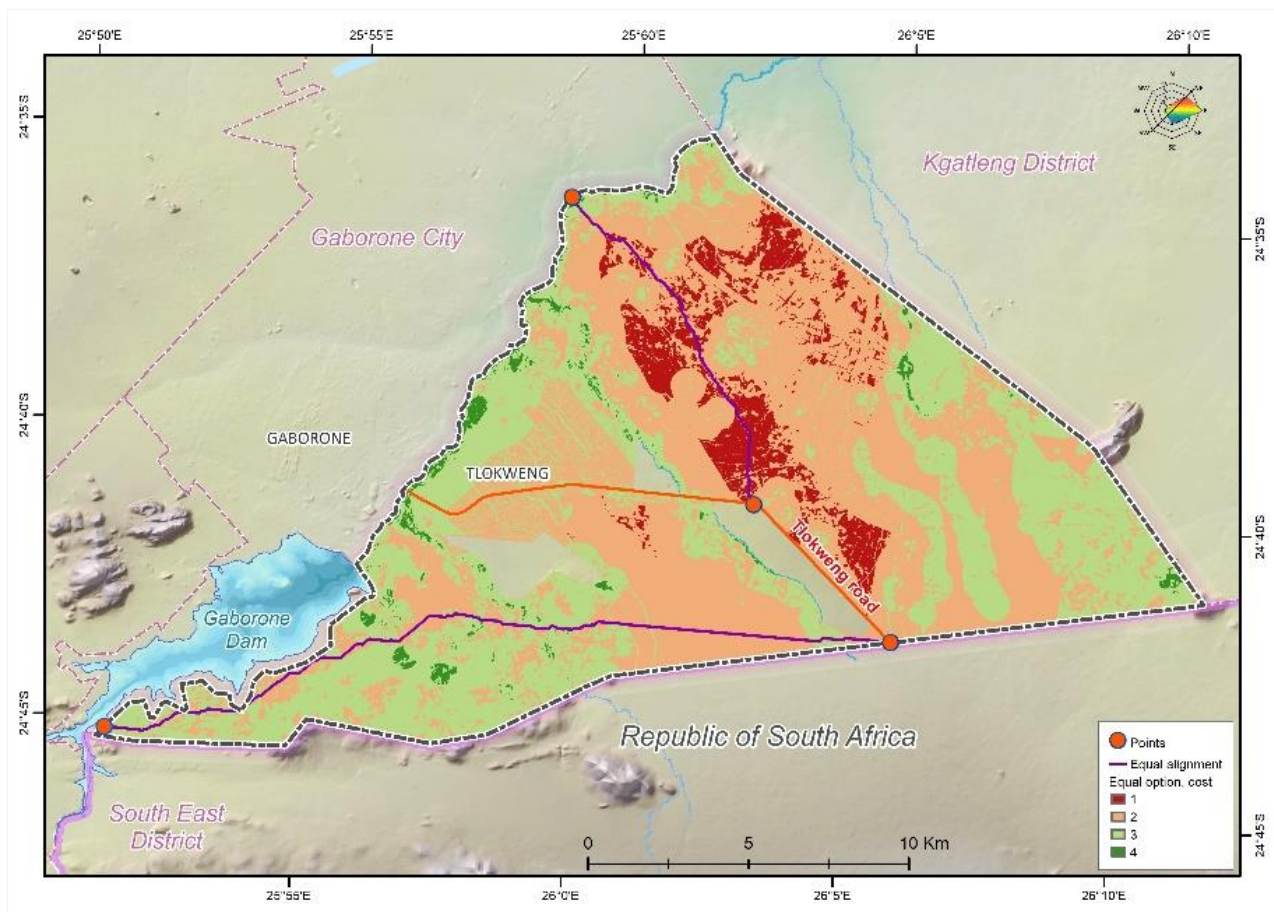 25°50'E 25°55'E 25°60'E 26°5'E 26°10'E
24°35'S
24°40'S
24°45'S
N
Kgatleng District
Gaborone City
24°35'S
GABORONE
TLOKWENG
24°40'S
Tlokweng road
Gaborone
Dam
Republic of South Africa
South East
District
0 5 10 Km
Points
Equal alignment
Equal option, cost
1
2
3
4
24°45'S
25°55'E 26°0'E 26°5'E 26°10'E